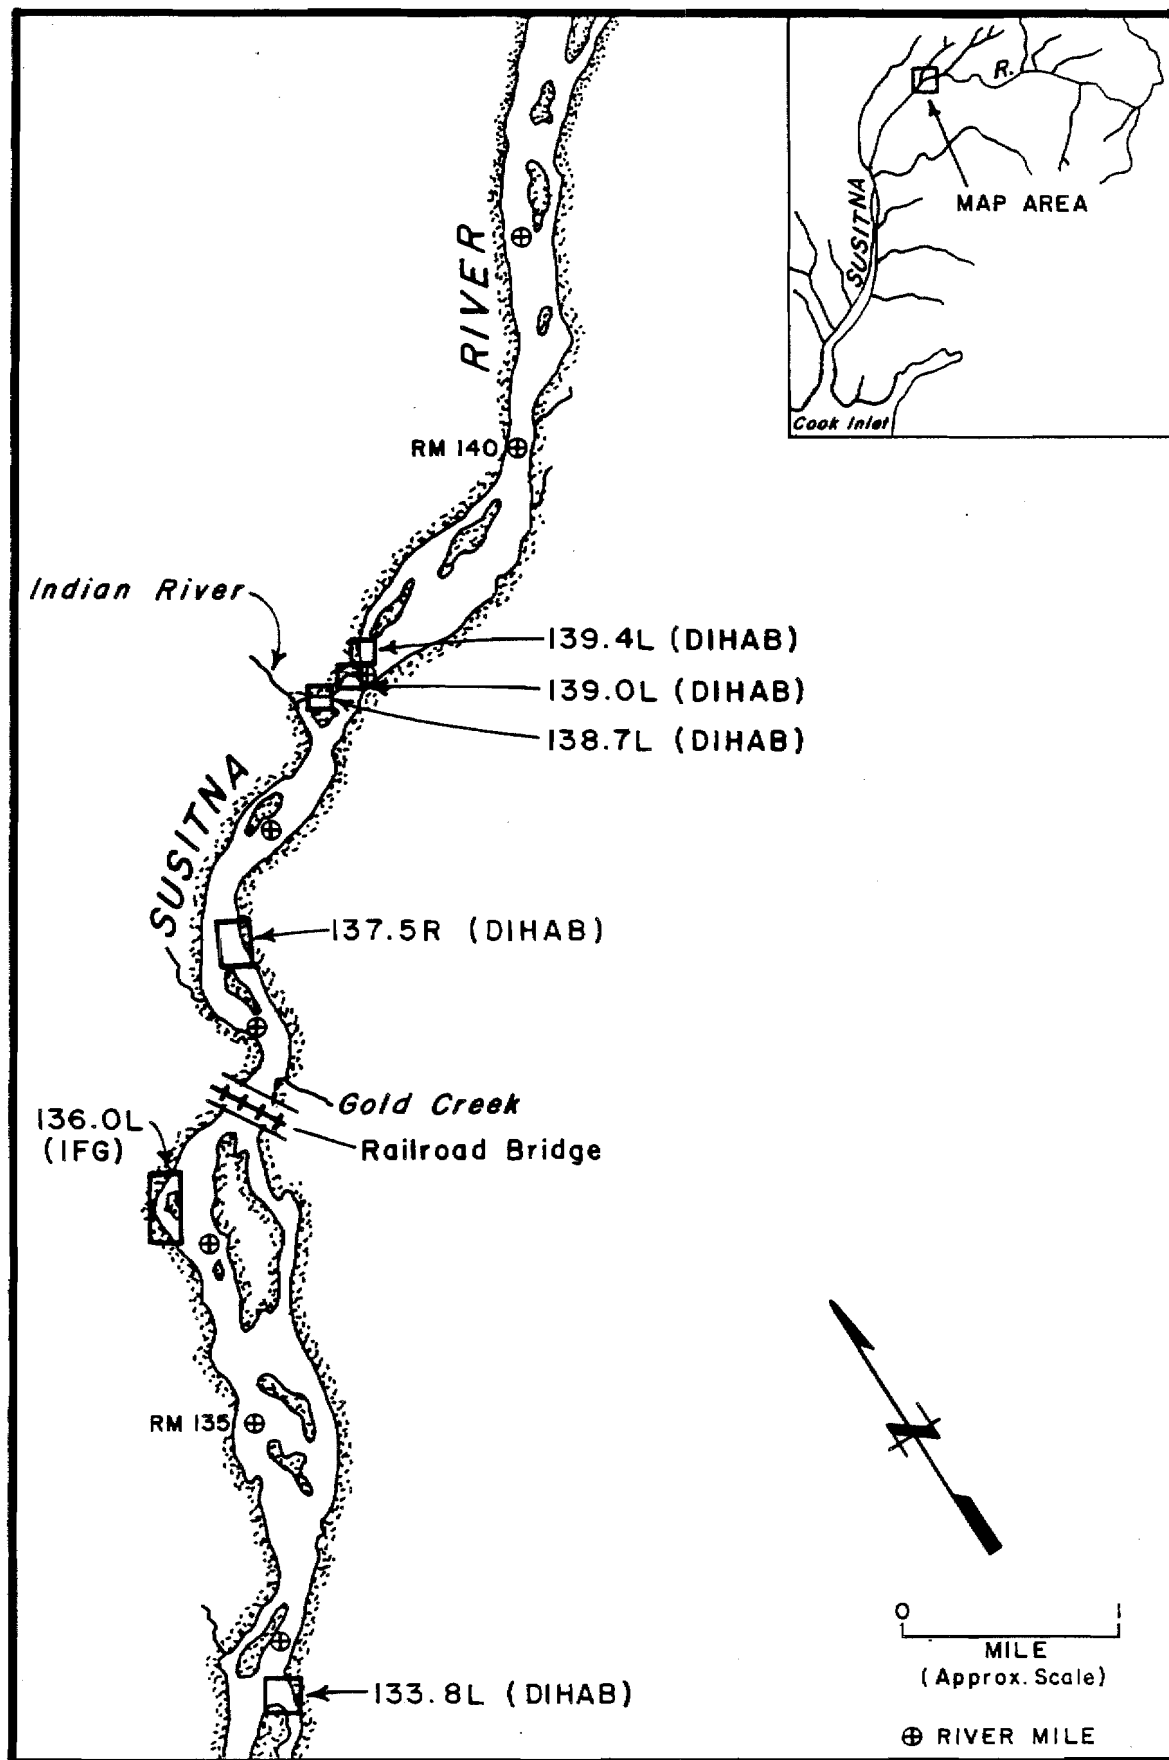 R.
MAP AREA
SUSITNA
Cook Inlet
RIVER
RM 140
Indian River
139.4L (DIHAB)
139.0L (DIHAB)
138.7L (DIHAB)
SUSITNA
137.5R (DIHAB)
Gold Creek
136.0L
(IFG)
Railroad Bridge
RM 135
N
0 1
MILE
(Approx. Scale)
133.8L (DIHAB)
⊕ RIVER MILE